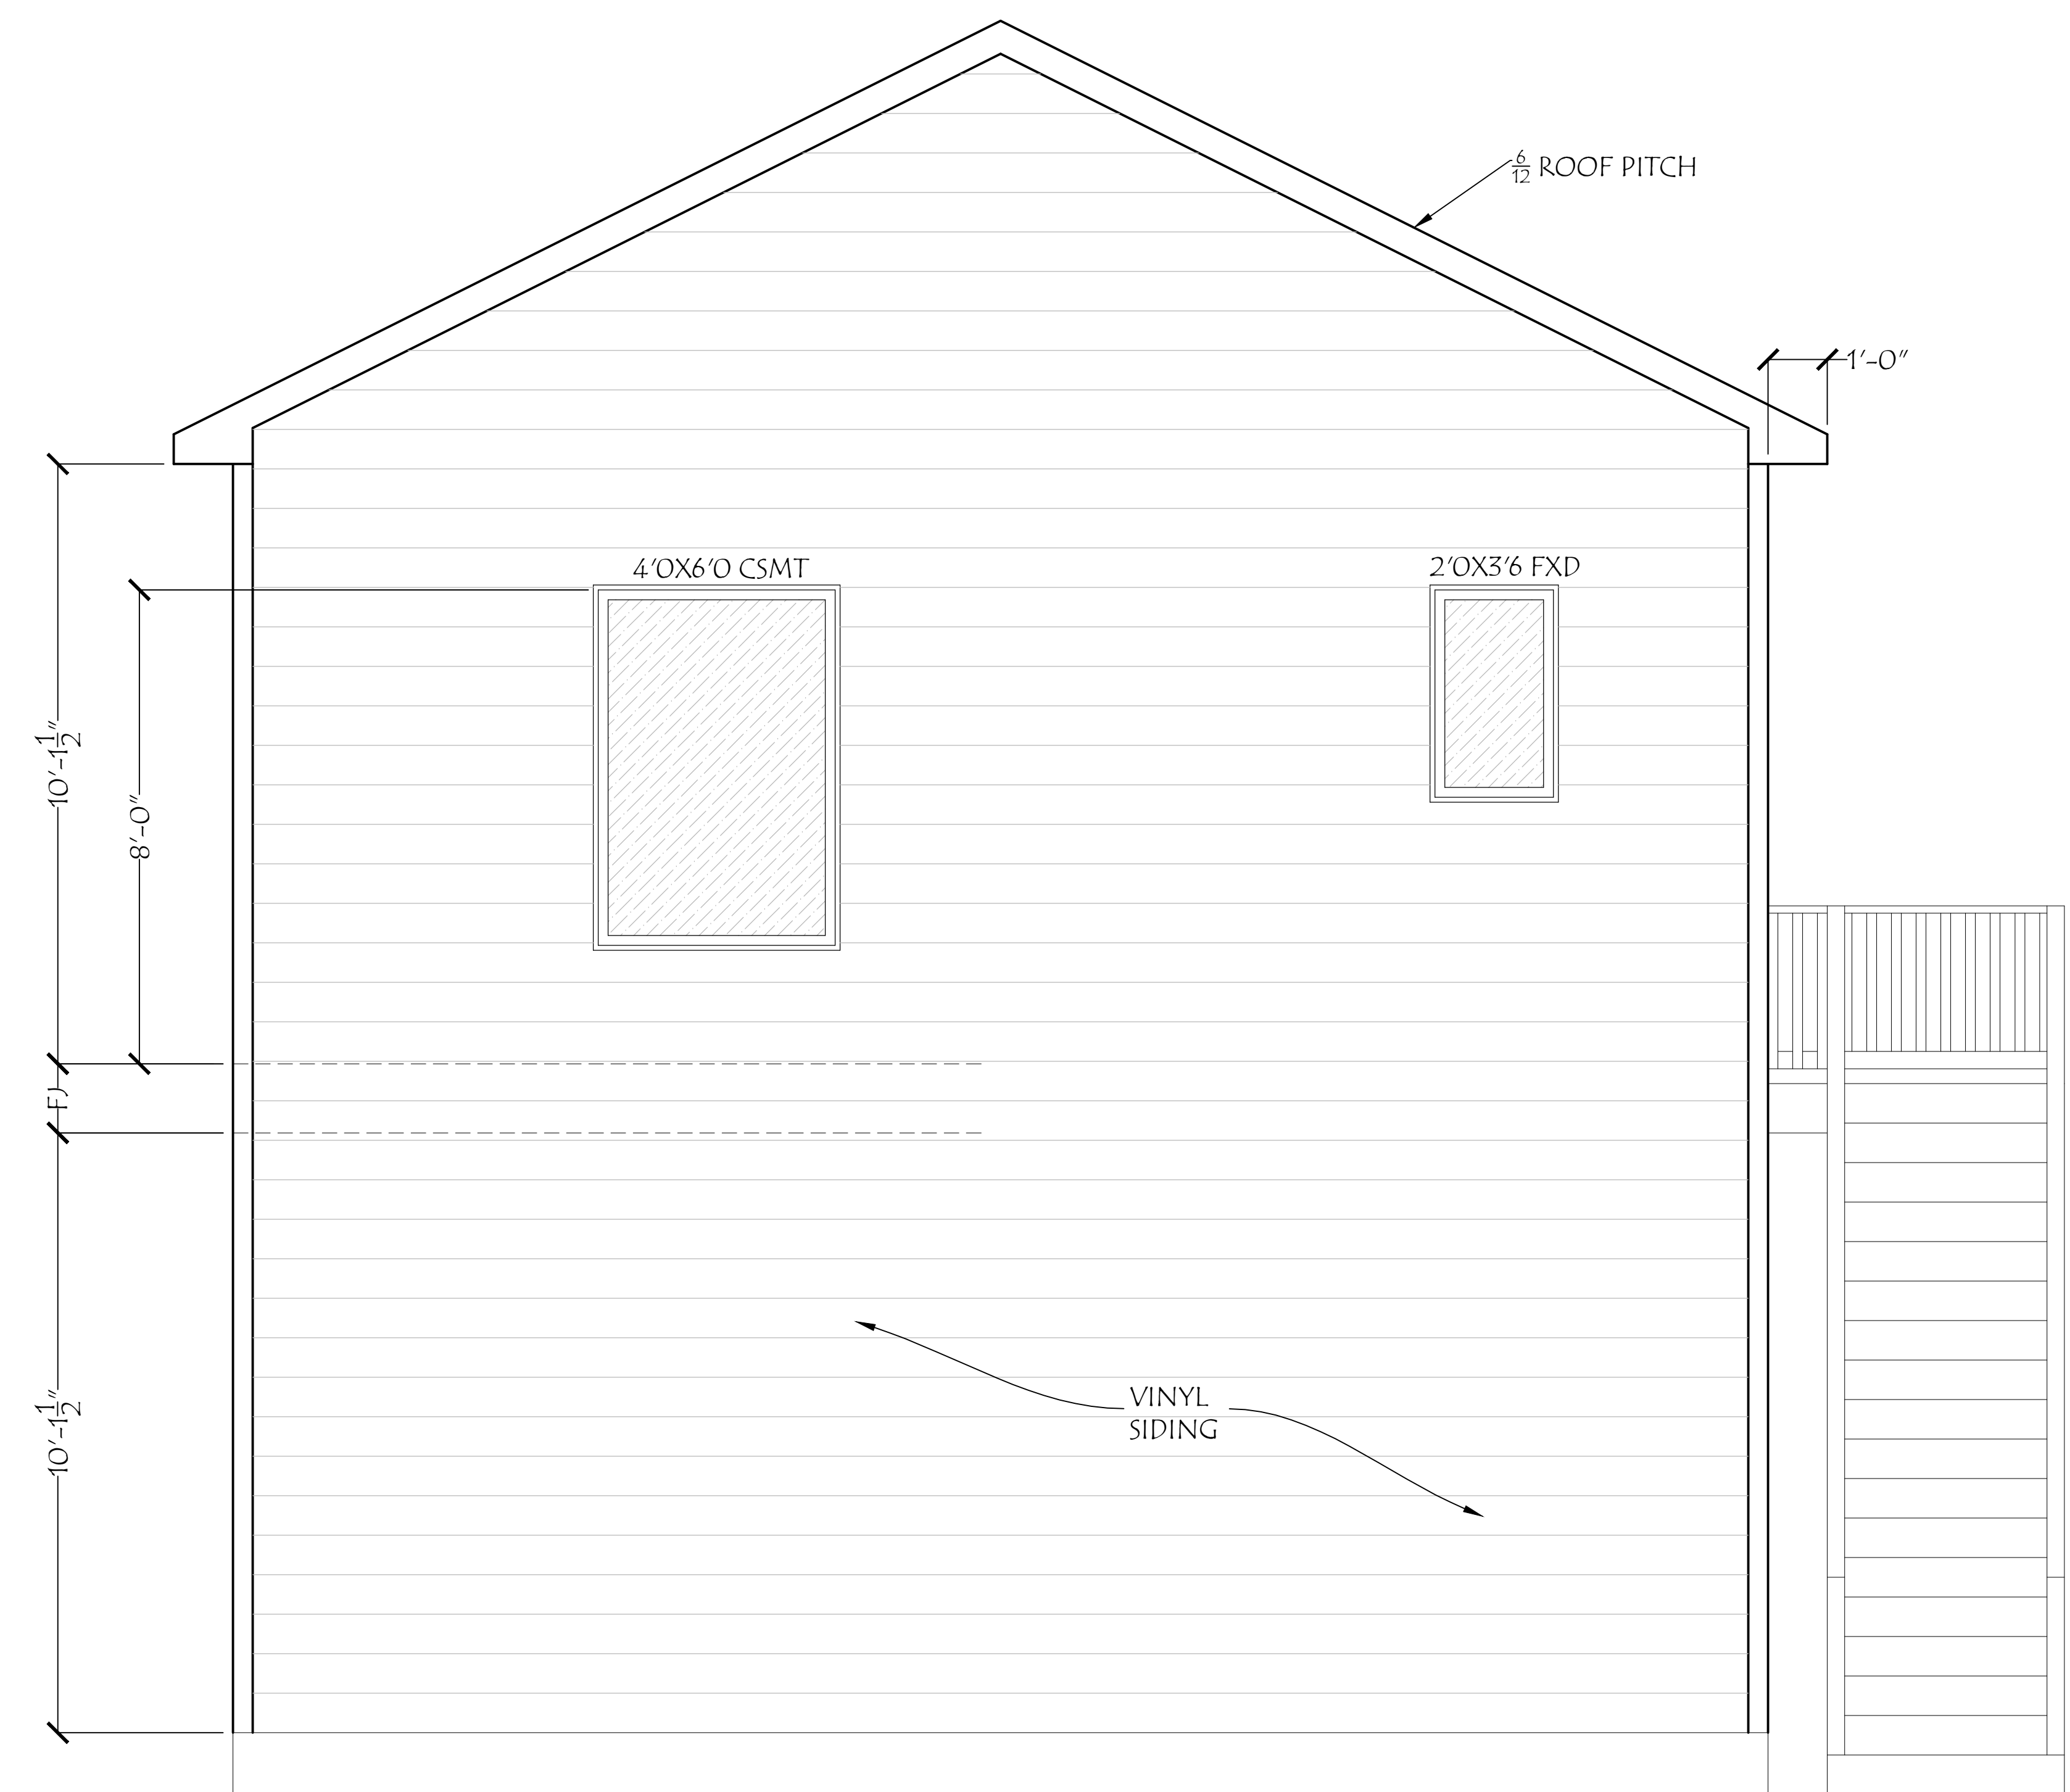 6/12 ROOF PITCH
1'-0"
4'0X6'0 CSMT
2'0X3'6 FXD
10'-1 1/2"
8'-0"
FJ
10'-1 1/2"
VINYL
SIDING